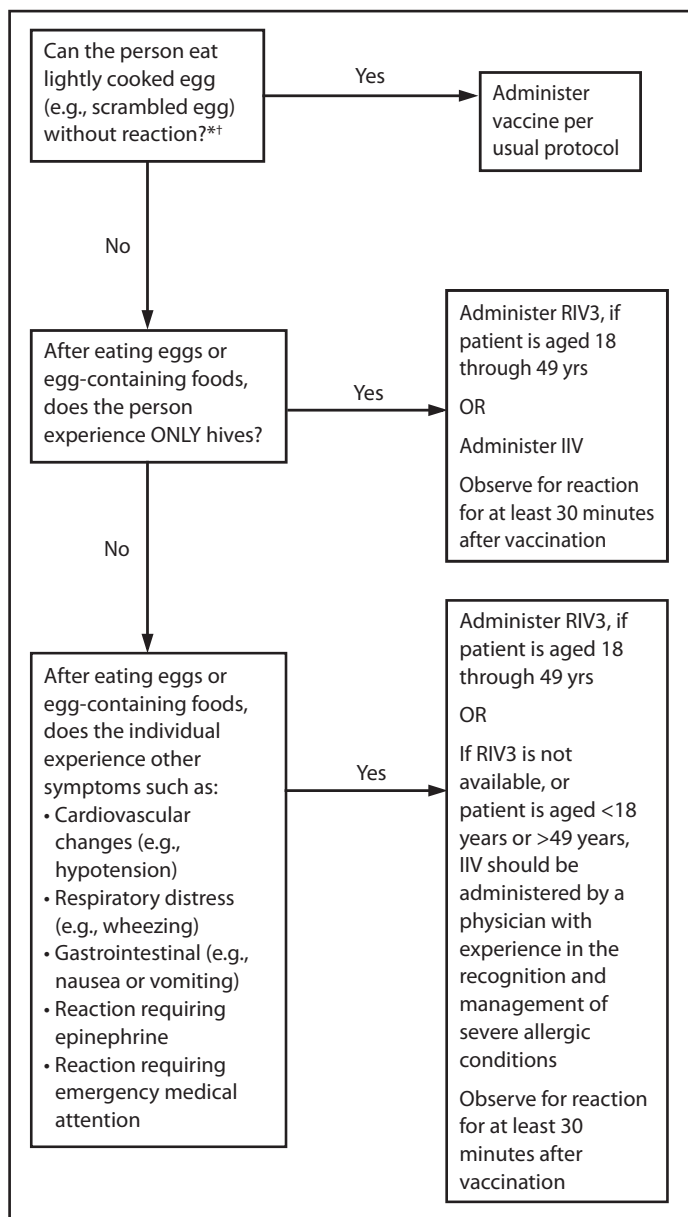 Can the person eat
lightly cooked egg
(e.g., scrambled egg)
without reaction?*†
Yes
Administer
vaccine per
usual protocol
No
After eating eggs or
egg-containing foods,
does the person
experience ONLY hives?
Yes
Administer RIV3, if
patient is aged 18
through 49 yrs
OR
Administer IIV
Observe for reaction
for at least 30 minutes
after vaccination
No
After eating eggs or
egg-containing foods,
does the individual
experience other
symptoms such as:
• Cardiovascular
changes (e.g.,
hypotension)
• Respiratory distress
(e.g., wheezing)
• Gastrointestinal (e.g.,
nausea or vomiting)
• Reaction requiring
epinephrine
• Reaction requiring
emergency medical
attention
Yes
Administer RIV3, if
patient is aged 18
through 49 yrs
OR
If RIV3 is not
available, or
patient is aged <18
years or >49 years,
IIV should be
administered by a
physician with
experience in the
recognition and
management of
severe allergic
conditions
Observe for reaction
for at least 30
minutes after
vaccination